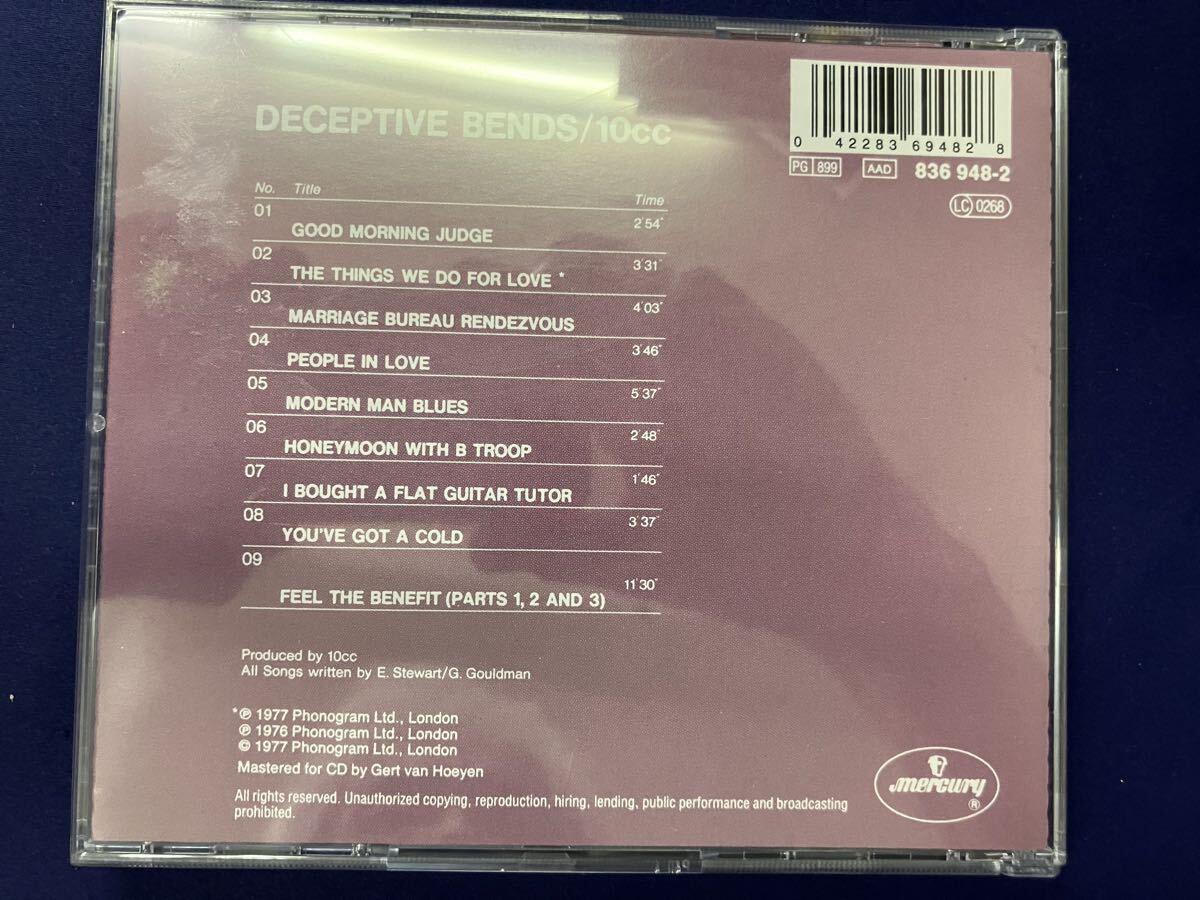 DECEPTIVE BENDS/10cc
0 42283 69482 8
PG 899 AAD 836 948-2
LC 0268
No. Title Time
01 GOOD MORNING JUDGE 2'54"
02 THE THINGS WE DO FOR LOVE * 3'31"
03 MARRIAGE BUREAU RENDEZVOUS 4'03"
04 PEOPLE IN LOVE 3'46"
05 MODERN MAN BLUES 5'37"
06 HONEYMOON WITH B TROOP 2'48"
07 I BOUGHT A FLAT GUITAR TUTOR 1'46"
08 YOU'VE GOT A COLD 3'37"
09 FEEL THE BENEFIT (PARTS 1, 2 AND 3) 11'30"
Produced by 10cc
All Songs written by E. Stewart/G. Gouldman
*℗ 1977 Phonogram Ltd., London
℗ 1976 Phonogram Ltd., London
© 1977 Phonogram Ltd., London
Mastered for CD by Gert van Hoeyen
All rights reserved. Unauthorized copying, reproduction, hiring, lending, public performance and broadcasting
prohibited.
mercury ®